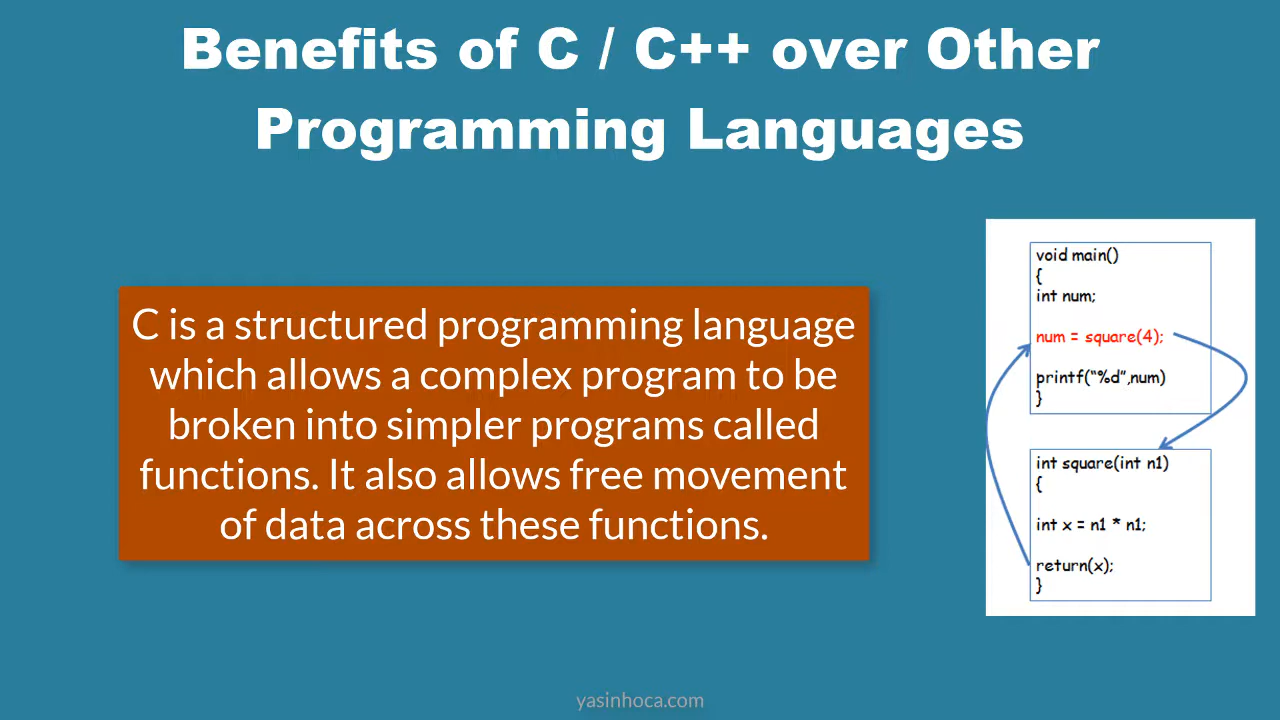 Benefits of C / C++ over Other
Programming Languages
C is a structured programming language
which allows a complex program to be
broken into simpler programs called
functions. It also allows free movement
of data across these functions.
void main()
{
int num;
num = square(4);
printf(“%d”,num)
}
int square(int n1)
{
int x = n1 * n1;
return(x);
}
yasinhoca.com